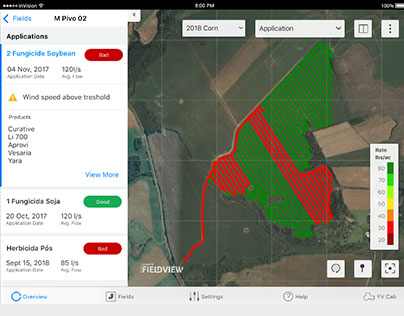 InVision
8:00 PM
100%
Fields
M Pivo 02
2018 Corn
Application
Applications
2 Fungicide Soybean
Bad
04 Nov, 2017
120l/s
Application Date
Avg. Flow
Wind speed above treshold
Products
Curative
Li 700
Aprovi
Vesaria
Yara
View More
1 Fungicide Soja
Good
20 Oct, 2017
120 l/s
Application Date
Avg. Flow
Herbicida Pós
Bad
Sept 15, 2018
85 l/s
Application Date
Avg. Flow
Rate
Lbs/ac
80
70
60
50
40
30
20
FIELDVIEW
Overview
Fields
Settings
Help
FV Cab